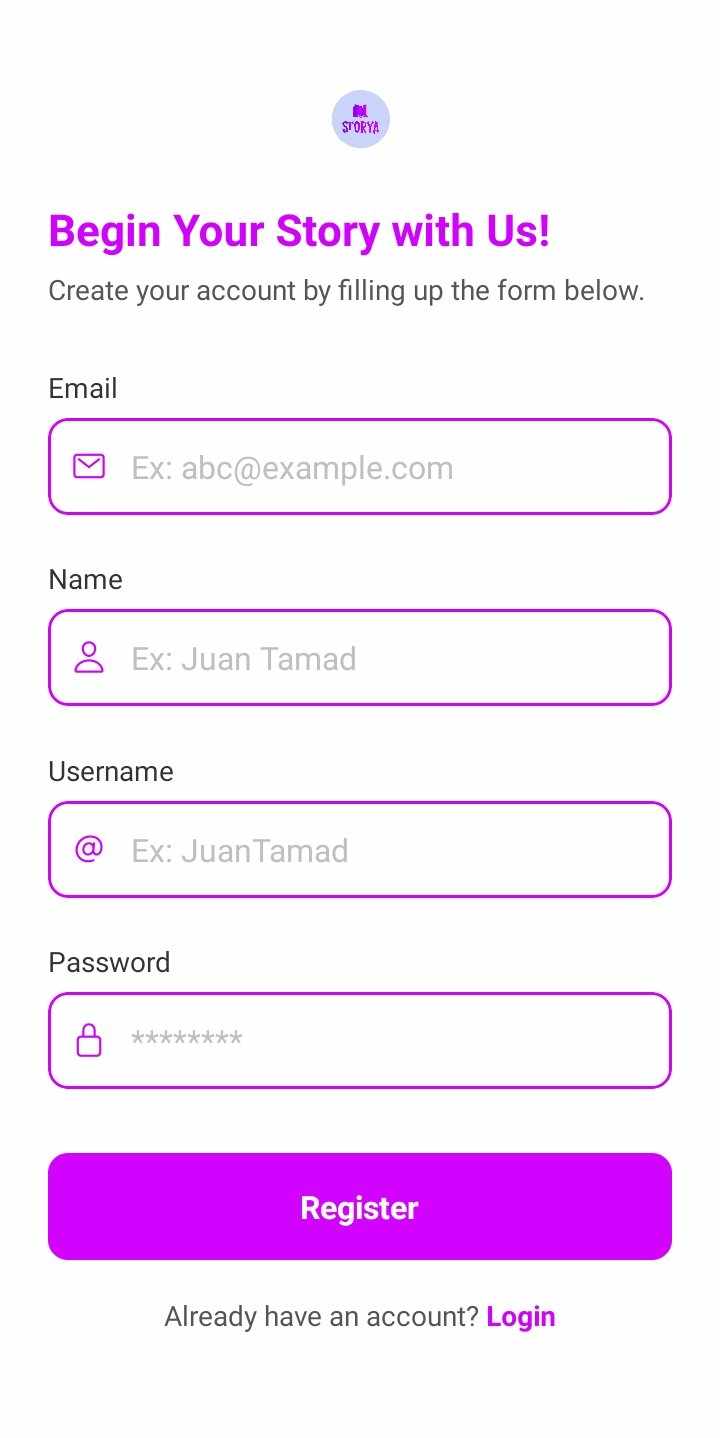 STORYA
Begin Your Story with Us!
Create your account by filling up the form below.
Email
Ex: abc@example.com
Name
Ex: Juan Tamad
Username
@ Ex: JuanTamad
Password
********
Register
Already have an account? Login